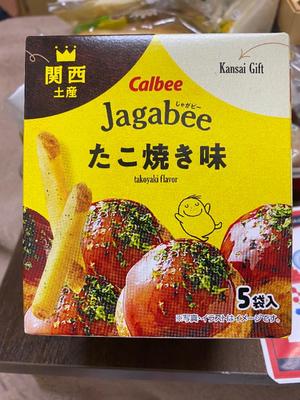 関西
土産
Kansai Gift
Calbee
じゃがビー
Jagabee
たこ焼き味
takoyaki flavor
5袋入
※写真・イラストはイメージです。